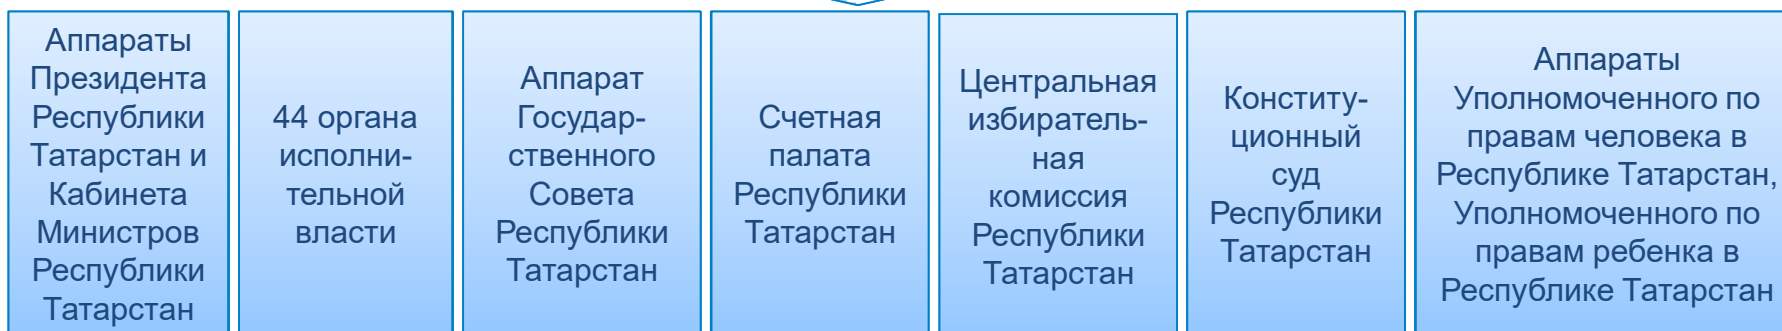 Аппараты
Президента
Республики
Татарстан и
Кабинета
Министров
Республики
Татарстан
44 органа
исполни-
тельной
власти
Аппарат
Государ-
ственного
Совета
Республики
Татарстан
Счетная
палата
Республики
Татарстан
Центральная
избиратель-
ная
комиссия
Республики
Татарстан
Конститу-
ционный
суд
Республики
Татарстан
Аппараты
Уполномоченного по
правам человека в
Республике Татарстан,
Уполномоченного по
правам ребенка в
Республике Татарстан